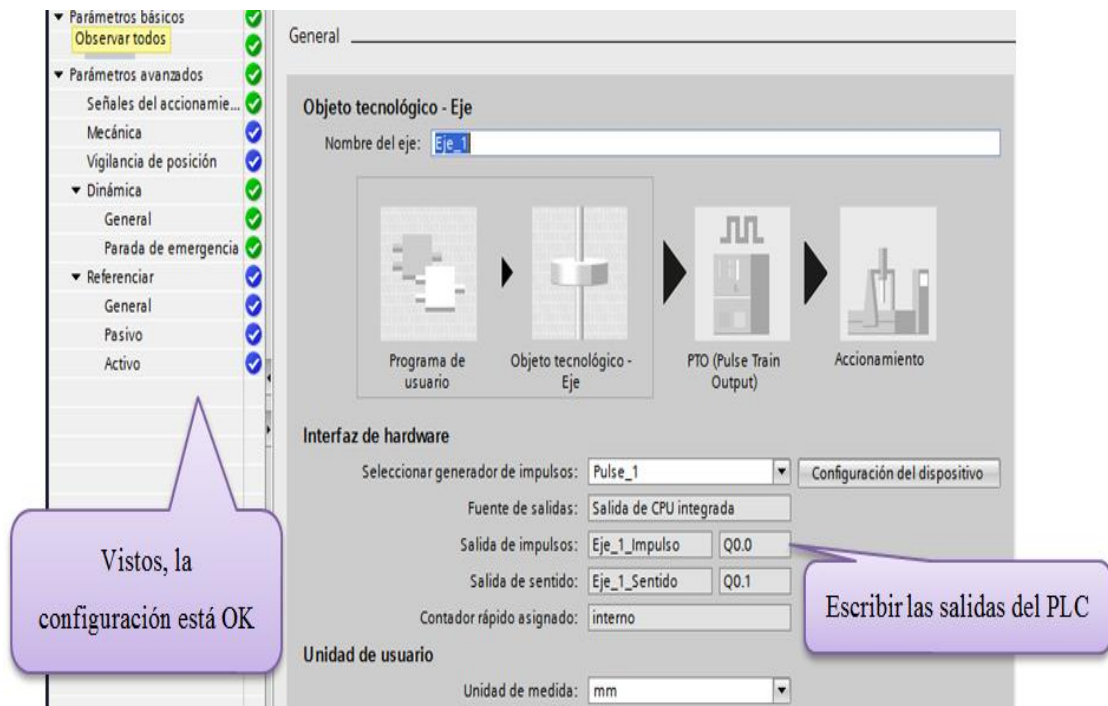 Parámetros básicos
Observar todos
Parámetros avanzados
Señales del accionamie...
Mecánica
Vigilancia de posición
Dinámica
General
Parada de emergencia
Referenciar
General
Pasivo
Activo
Vistos, la
configuración está OK
General
Objeto tecnológico - Eje
Nombre del eje: Eje_1
Programa de
usuario
Objeto tecnológico -
Eje
PTO (Pulse Train
Output)
Accionamiento
Interfaz de hardware
Seleccionar generador de impulsos: Pulse_1 Configuración del dispositivo
Fuente de salidas: Salida de CPU integrada
Salida de impulsos: Eje_1_Impulso Q0.0
Salida de sentido: Eje_1_Sentido Q0.1
Contador rápido asignado: interno
Escribir las salidas del PLC
Unidad de usuario
Unidad de medida: mm